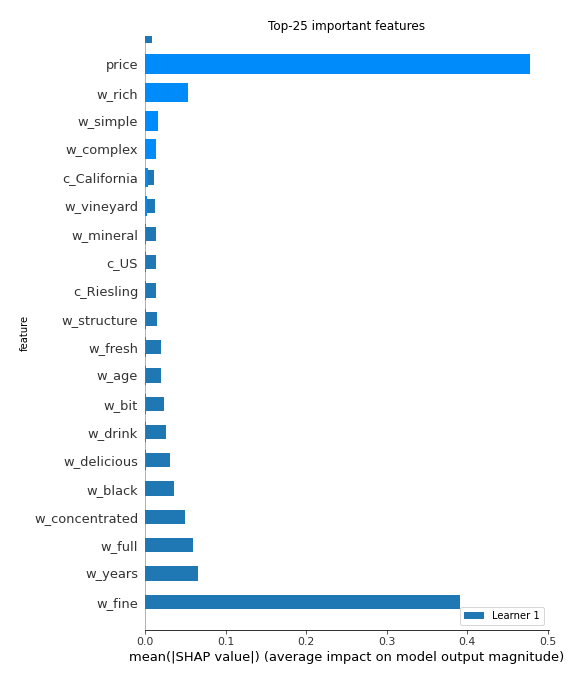 Top-25 important features
price
w_rich
w_simple
w_complex
c_California
w_vineyard
w_mineral
c_US
c_Riesling
w_structure
w_fresh
w_age
w_bit
w_drink
w_delicious
w_black
w_concentrated
w_full
w_years
w_fine
feature
Learner 1
0.0 0.1 0.2 0.3 0.4 0.5
mean(|SHAP value|) (average impact on model output magnitude)